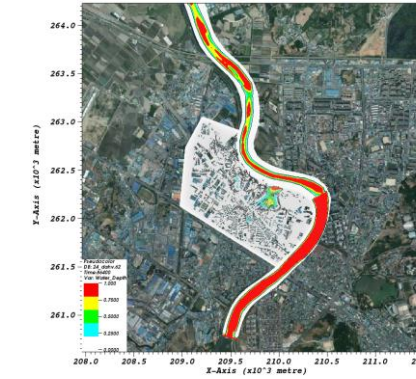 264.0
263.5
263.0
262.5
262.0
261.5
261.0
Y-Axis (x10^3 metre)
Pseudocolor
Var: Water_Depth
1.000
0.7500
0.5000
0.2500
0.0000
208.0 208.5 209.0 209.5 210.0 210.5 211.0
X-Axis (x10^3 metre)